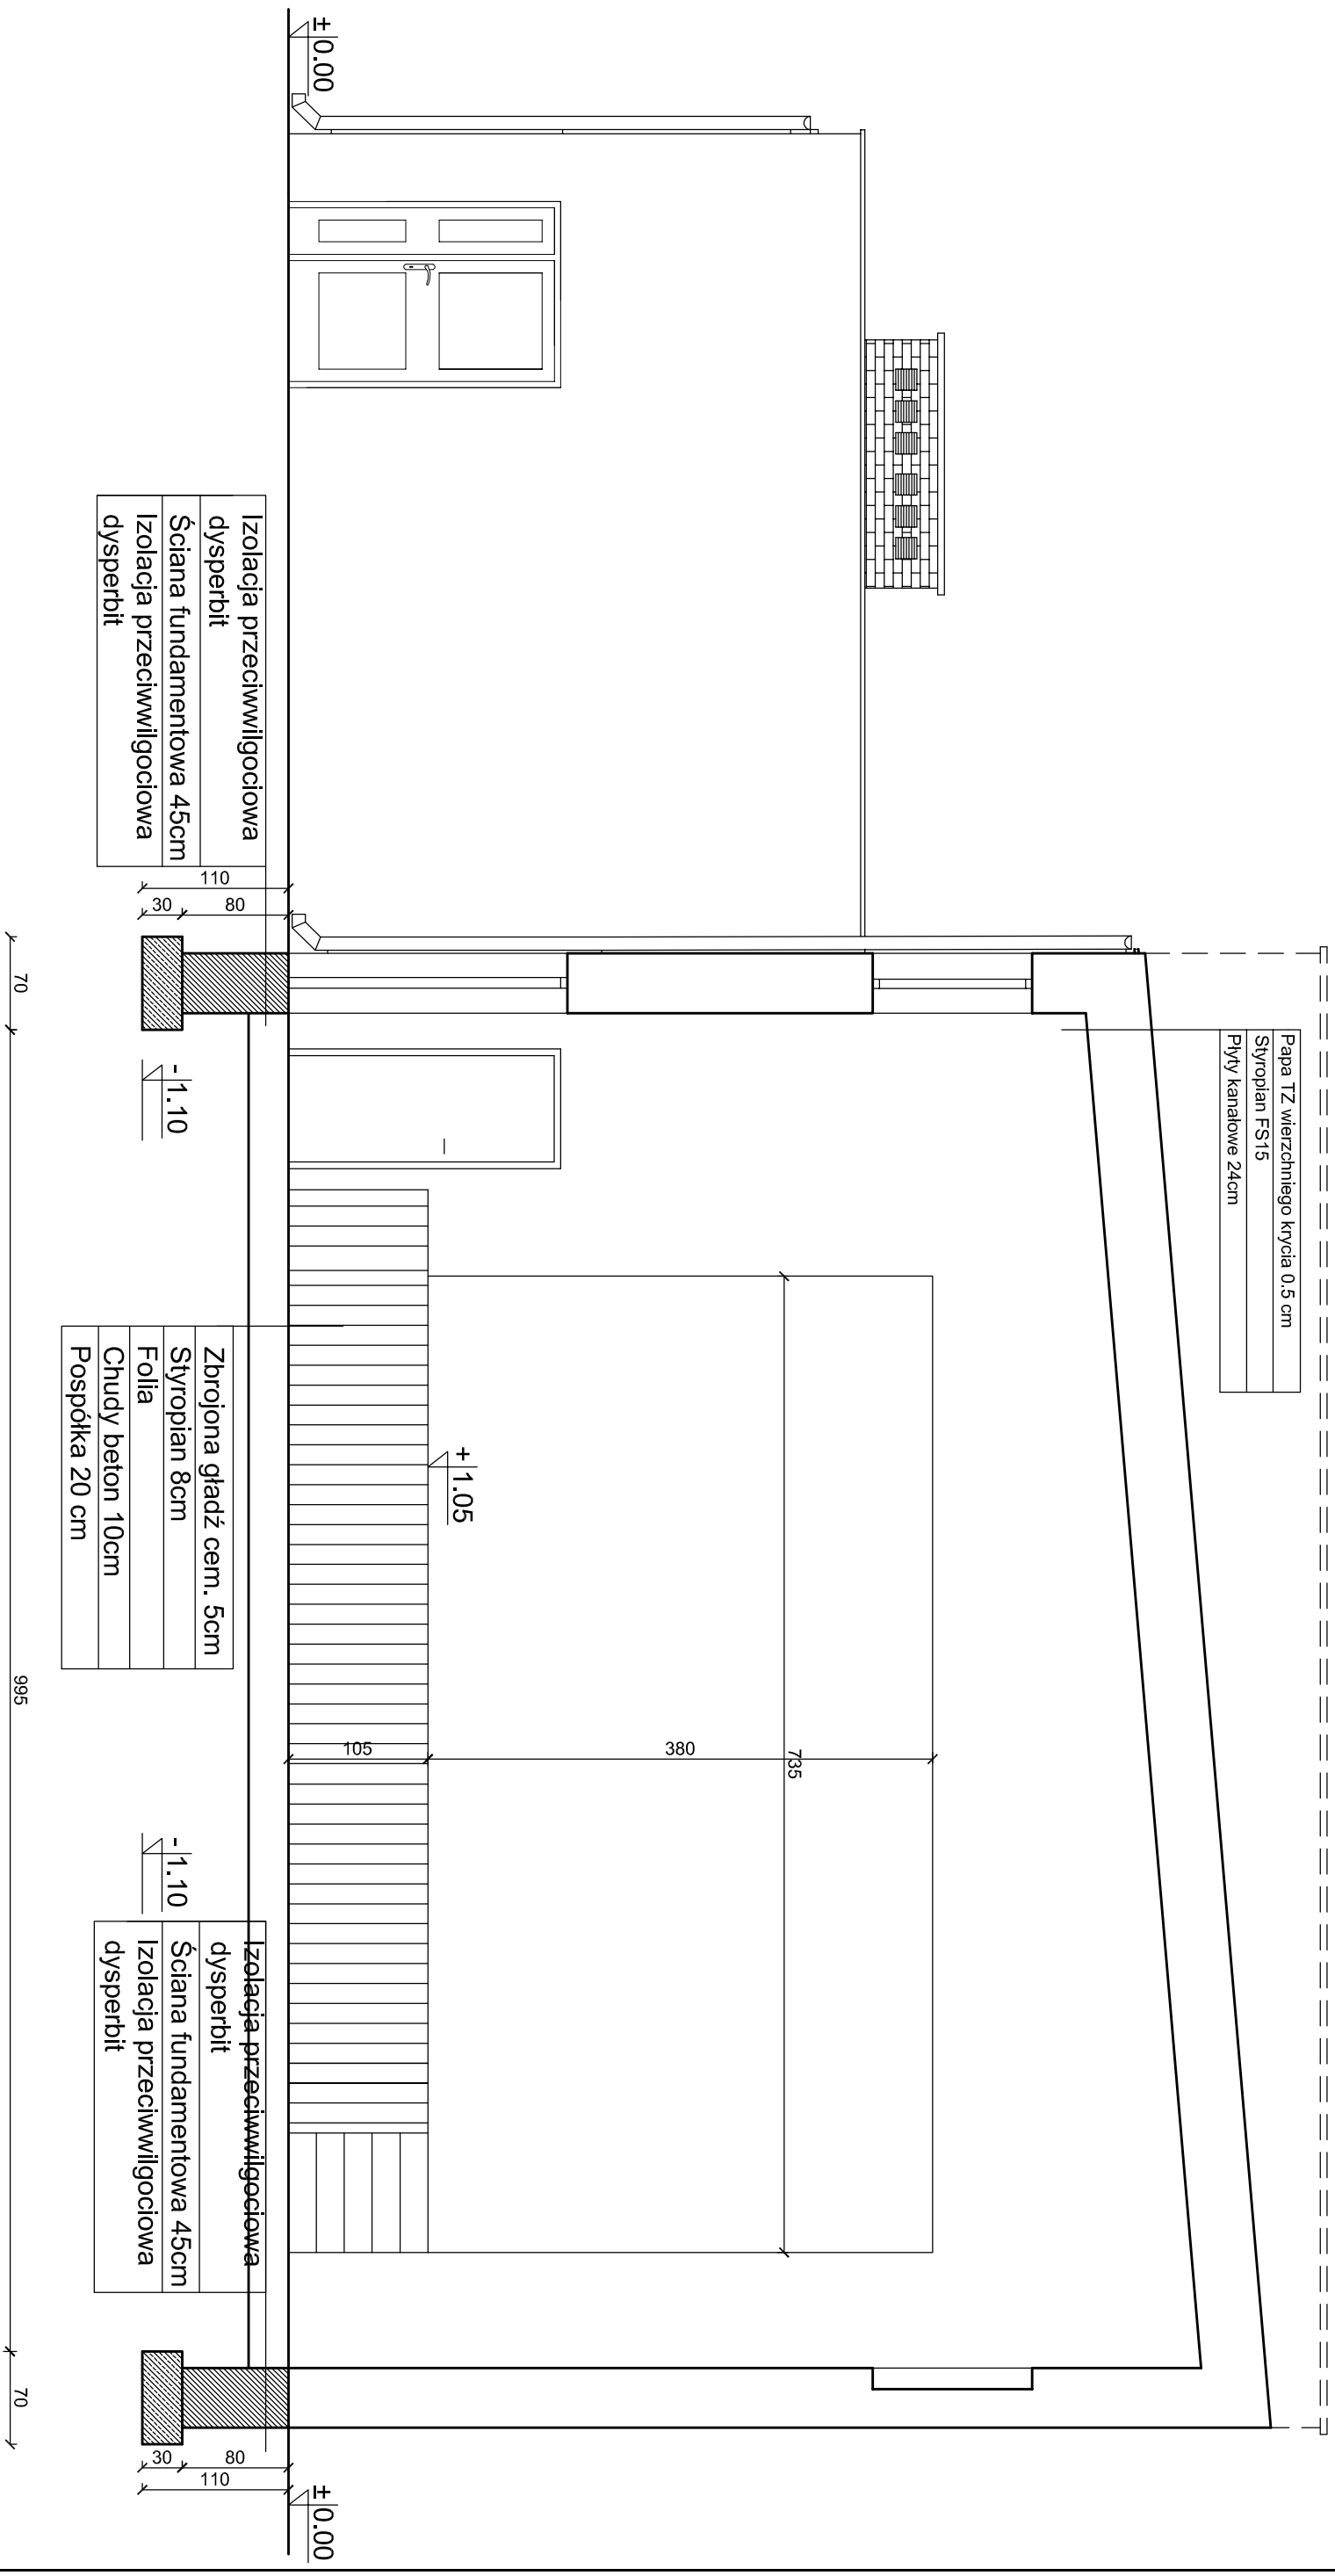 Papa TZ wierzchniego krycia 0.5 cm
Styropian FS15
Płyty kanałowe 24cm
+ 1.05
735
380
105
± 0.00
± 0.00
Izolacja przeciwwilgociowa
dysperbit
Ściana fundamentowa 45cm
Izolacja przeciwwilgociowa
dysperbit
110
30
80
- 1.10
Zbrojona gładź cem. 5cm
Styropian 8cm
Folia
Chudy beton 10cm
Pospółka 20 cm
- 1.10
Izolacja przeciwwilgociowa
dysperbit
Ściana fundamentowa 45cm
Izolacja przeciwwilgociowa
dysperbit
30
80
110
70
995
70